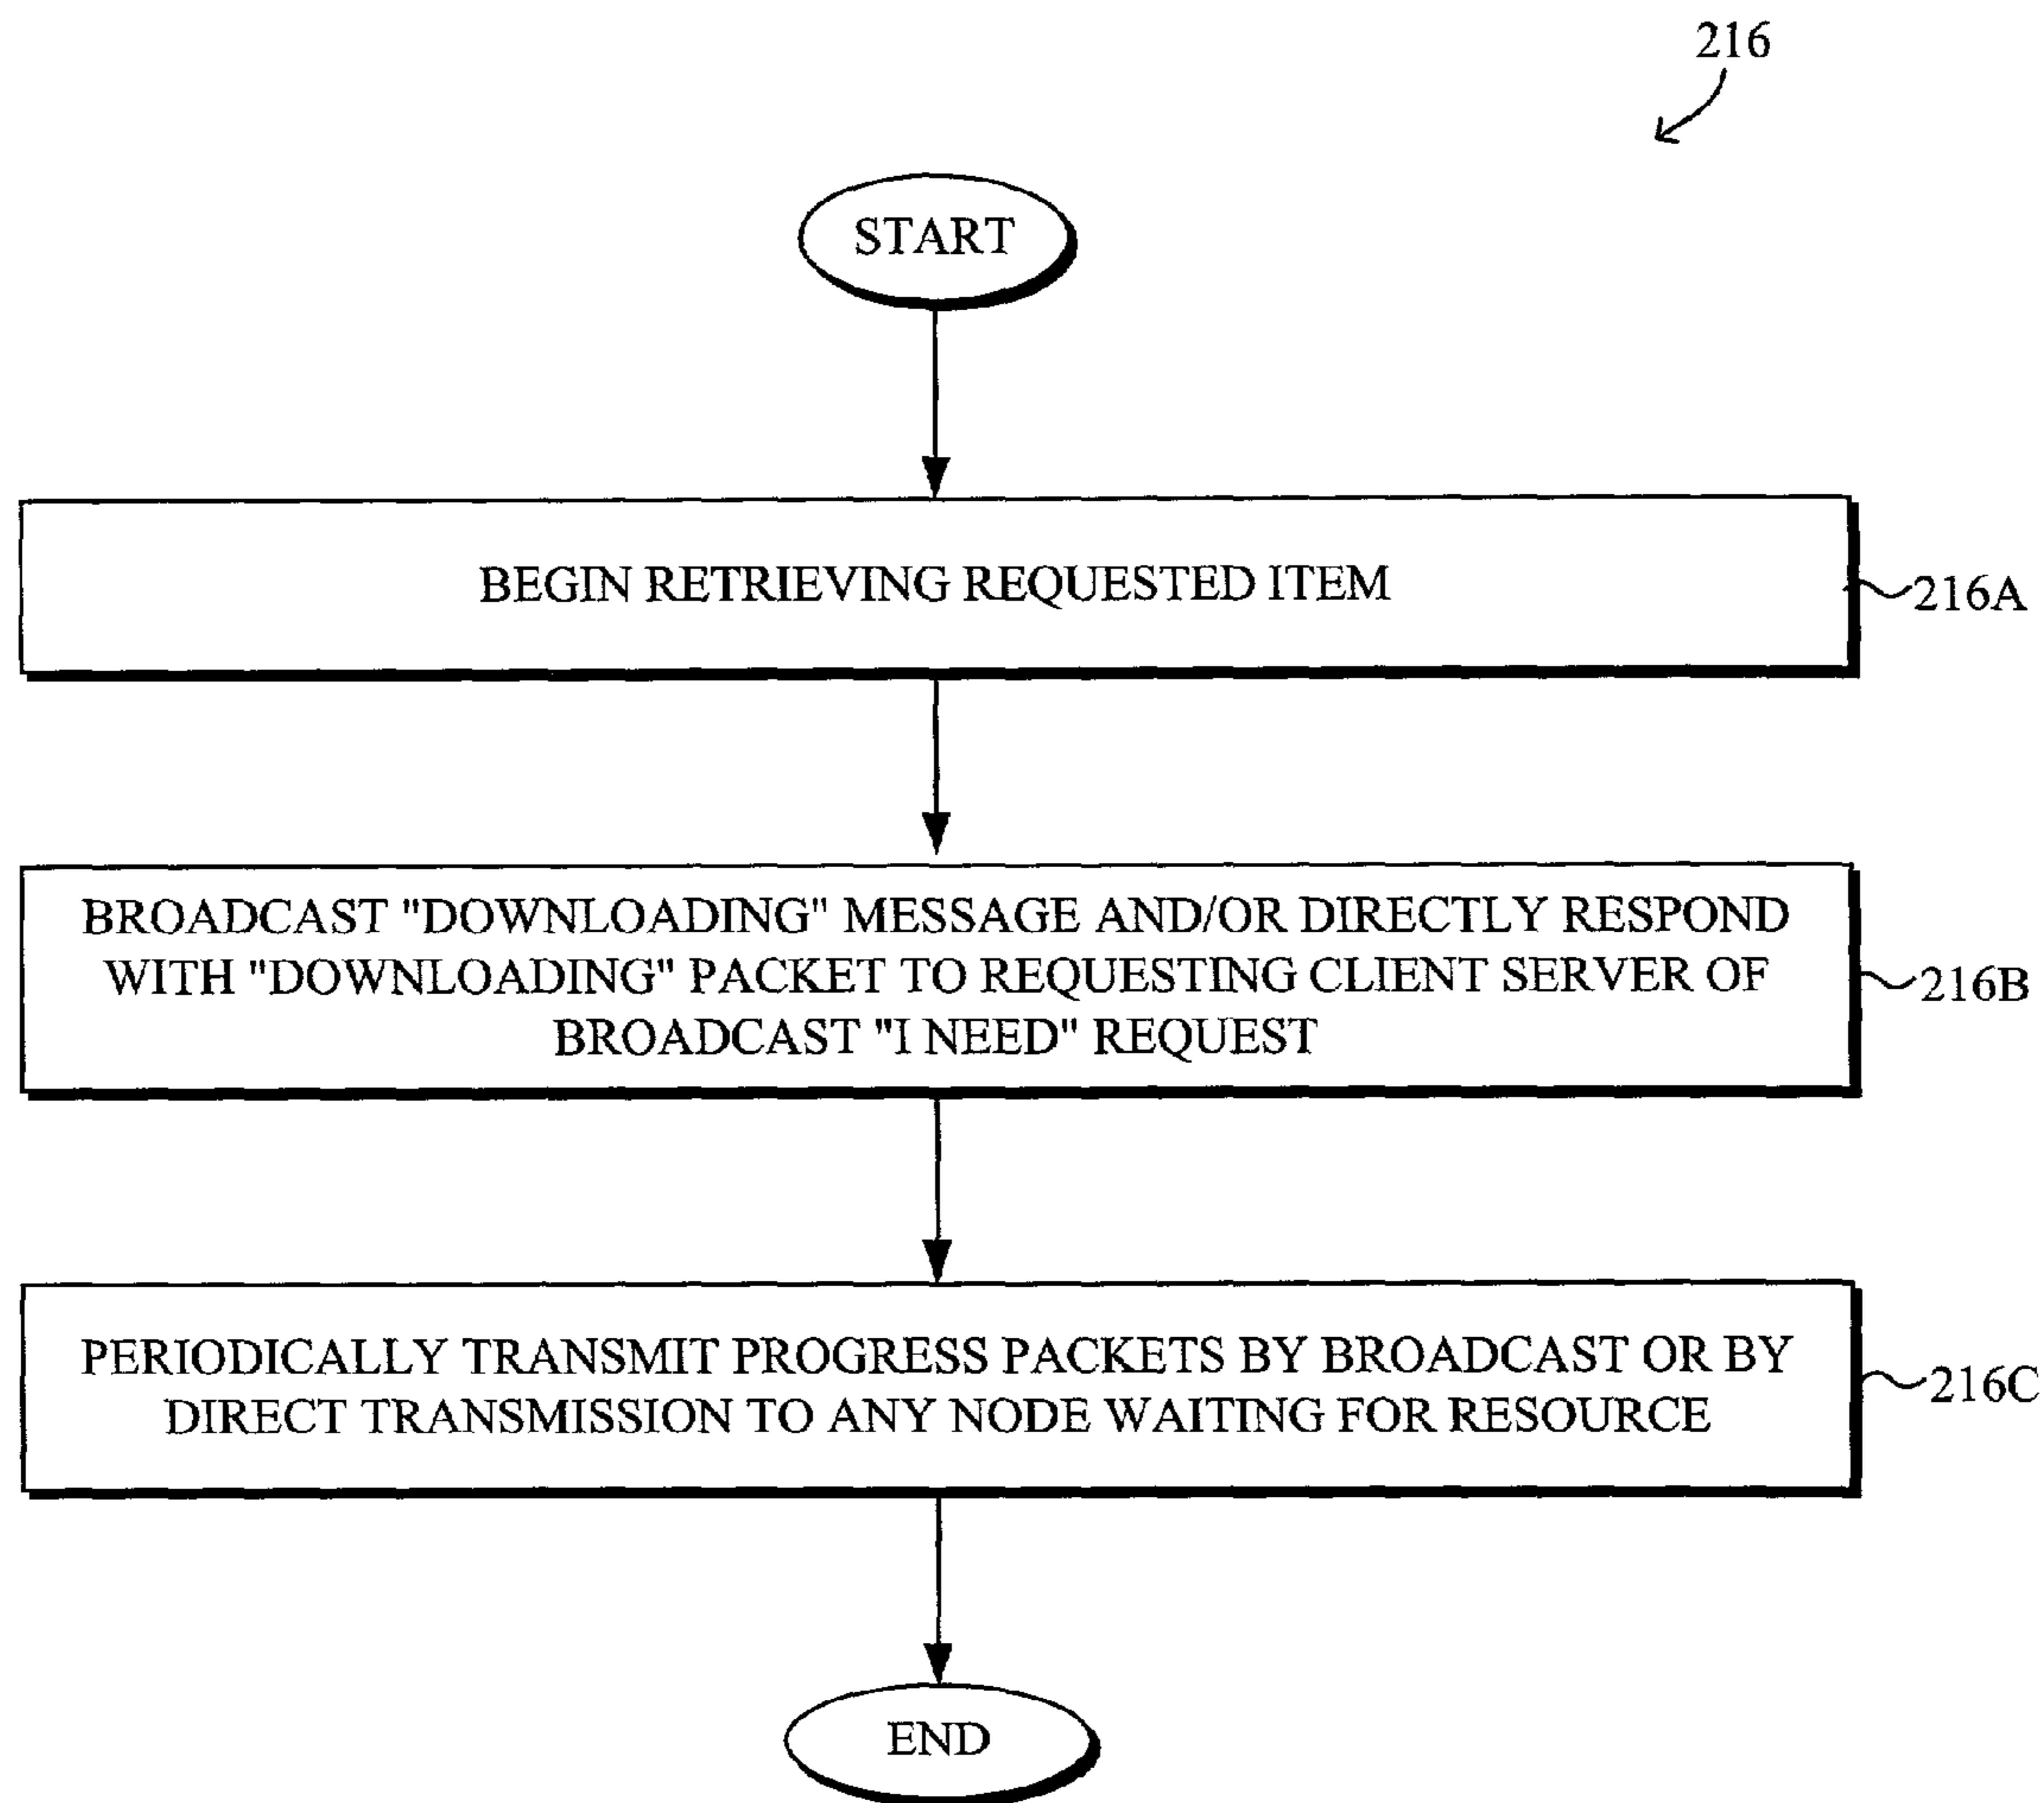 216
START
BEGIN RETRIEVING REQUESTED ITEM
216A
BROADCAST "DOWNLOADING" MESSAGE AND/OR DIRECTLY RESPOND
WITH "DOWNLOADING" PACKET TO REQUESTING CLIENT SERVER OF
BROADCAST "I NEED" REQUEST
216B
PERIODICALLY TRANSMIT PROGRESS PACKETS BY BROADCAST OR BY
DIRECT TRANSMISSION TO ANY NODE WAITING FOR RESOURCE
216C
END